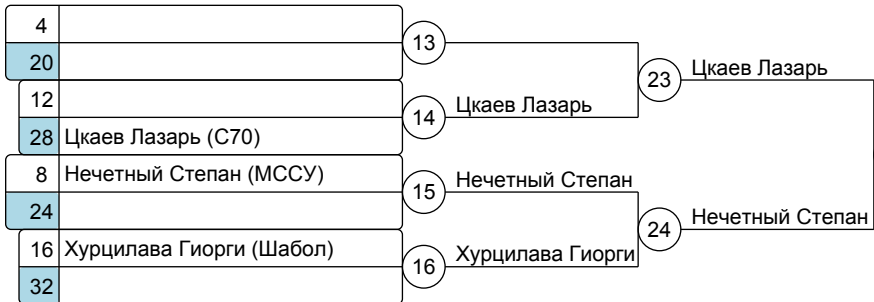 4
20
13
12
28 Цкаев Лазарь (С70)
14 Цкаев Лазарь
23 Цкаев Лазарь
8 Нечетный Степан (МССУ)
24
15 Нечетный Степан
16 Хурцилава Гиорги (Шабол)
32
16 Хурцилава Гиорги
24 Нечетный Степан